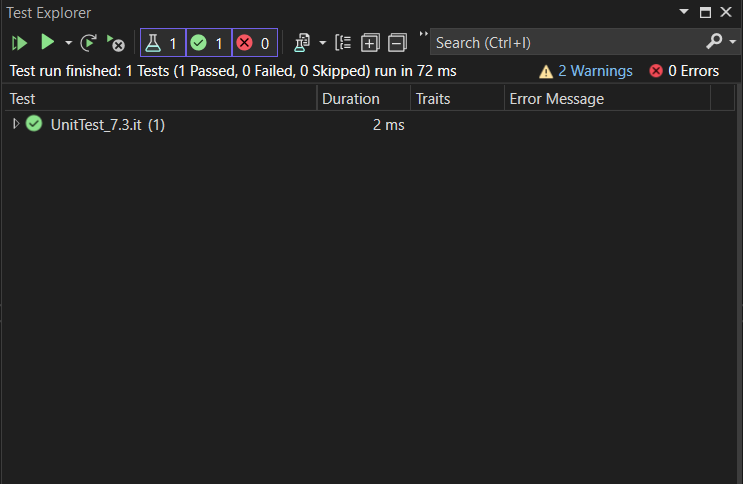 Test Explorer
1 1 0 Search (Ctrl+I)
Test run finished: 1 Tests (1 Passed, 0 Failed, 0 Skipped) run in 72 ms 2 Warnings 0 Errors
Test Duration Traits Error Message
UnitTest_7.3.it (1) 2 ms